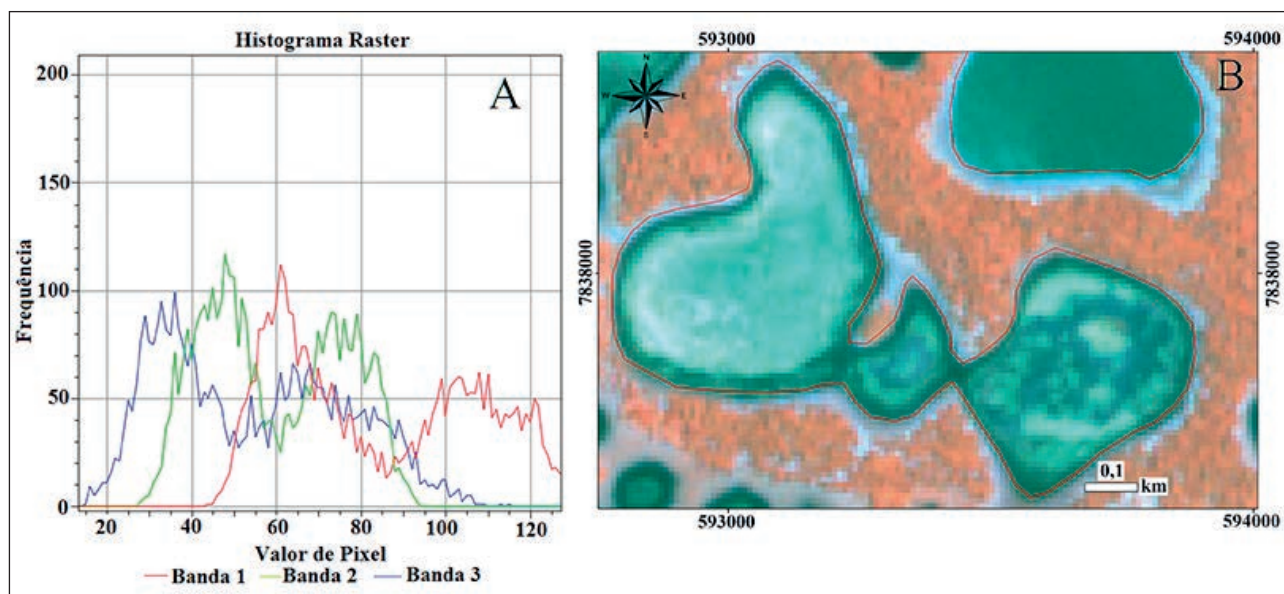 Histograma Raster
A
Frequência
200
150
100
50
0
20
40
60
80
100
120
Valor de Pixel
Banda 1
Banda 2
Banda 3
593000
594000
B
N
W
E
S
7838000
7838000
0,1
km
593000
594000